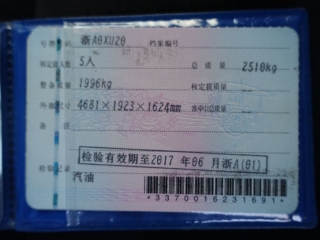 号牌号码 浙A0XU20 档案编号
核定载人数 5人 总质量 2510kg
整备质量 1996kg 核定载质量
外廓尺寸 4681×1923×1624mm 准牵引总质量
备注
检验记录 检验有效期至2017 年 06 月浙A(01)
汽油
*3370016231691*